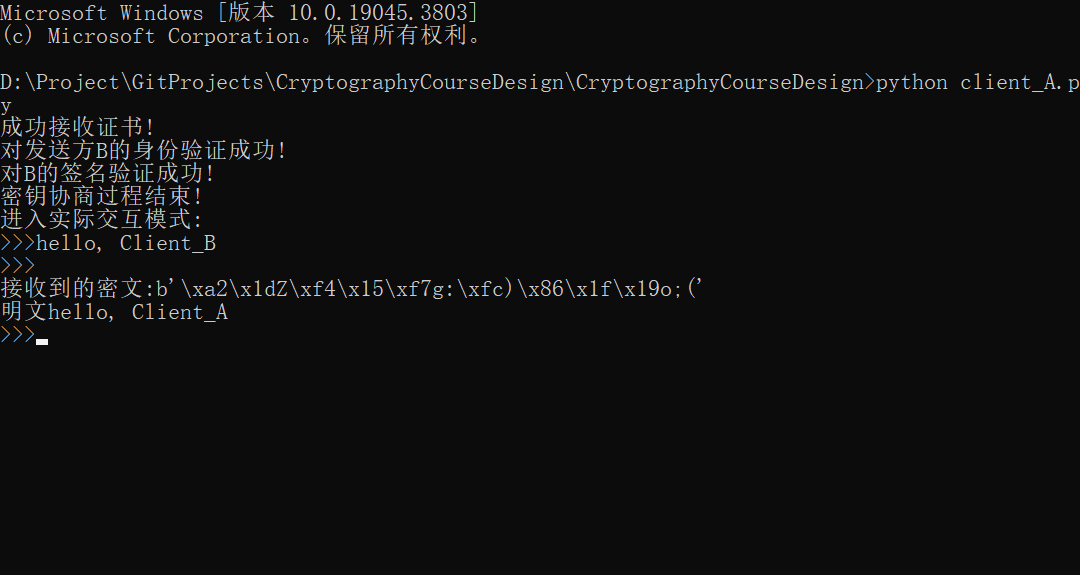 Microsoft Windows [版本 10.0.19045.3803]
(c) Microsoft Corporation。保留所有权利。
D:\Project\GitProjects\CryptographyCourseDesign\CryptographyCourseDesign>python client_A.p
y
成功接收证书!
对发送方B的身份验证成功!
对B的签名验证成功!
密钥协商过程结束!
进入实际交互模式:
>>>hello, Client_B
>>>
接收到的密文:b'\xa2\x1dZ\xf4\x15\xf7g:\xfc)\x86\x1f\x19o;('
明文hello, Client_A
>>>